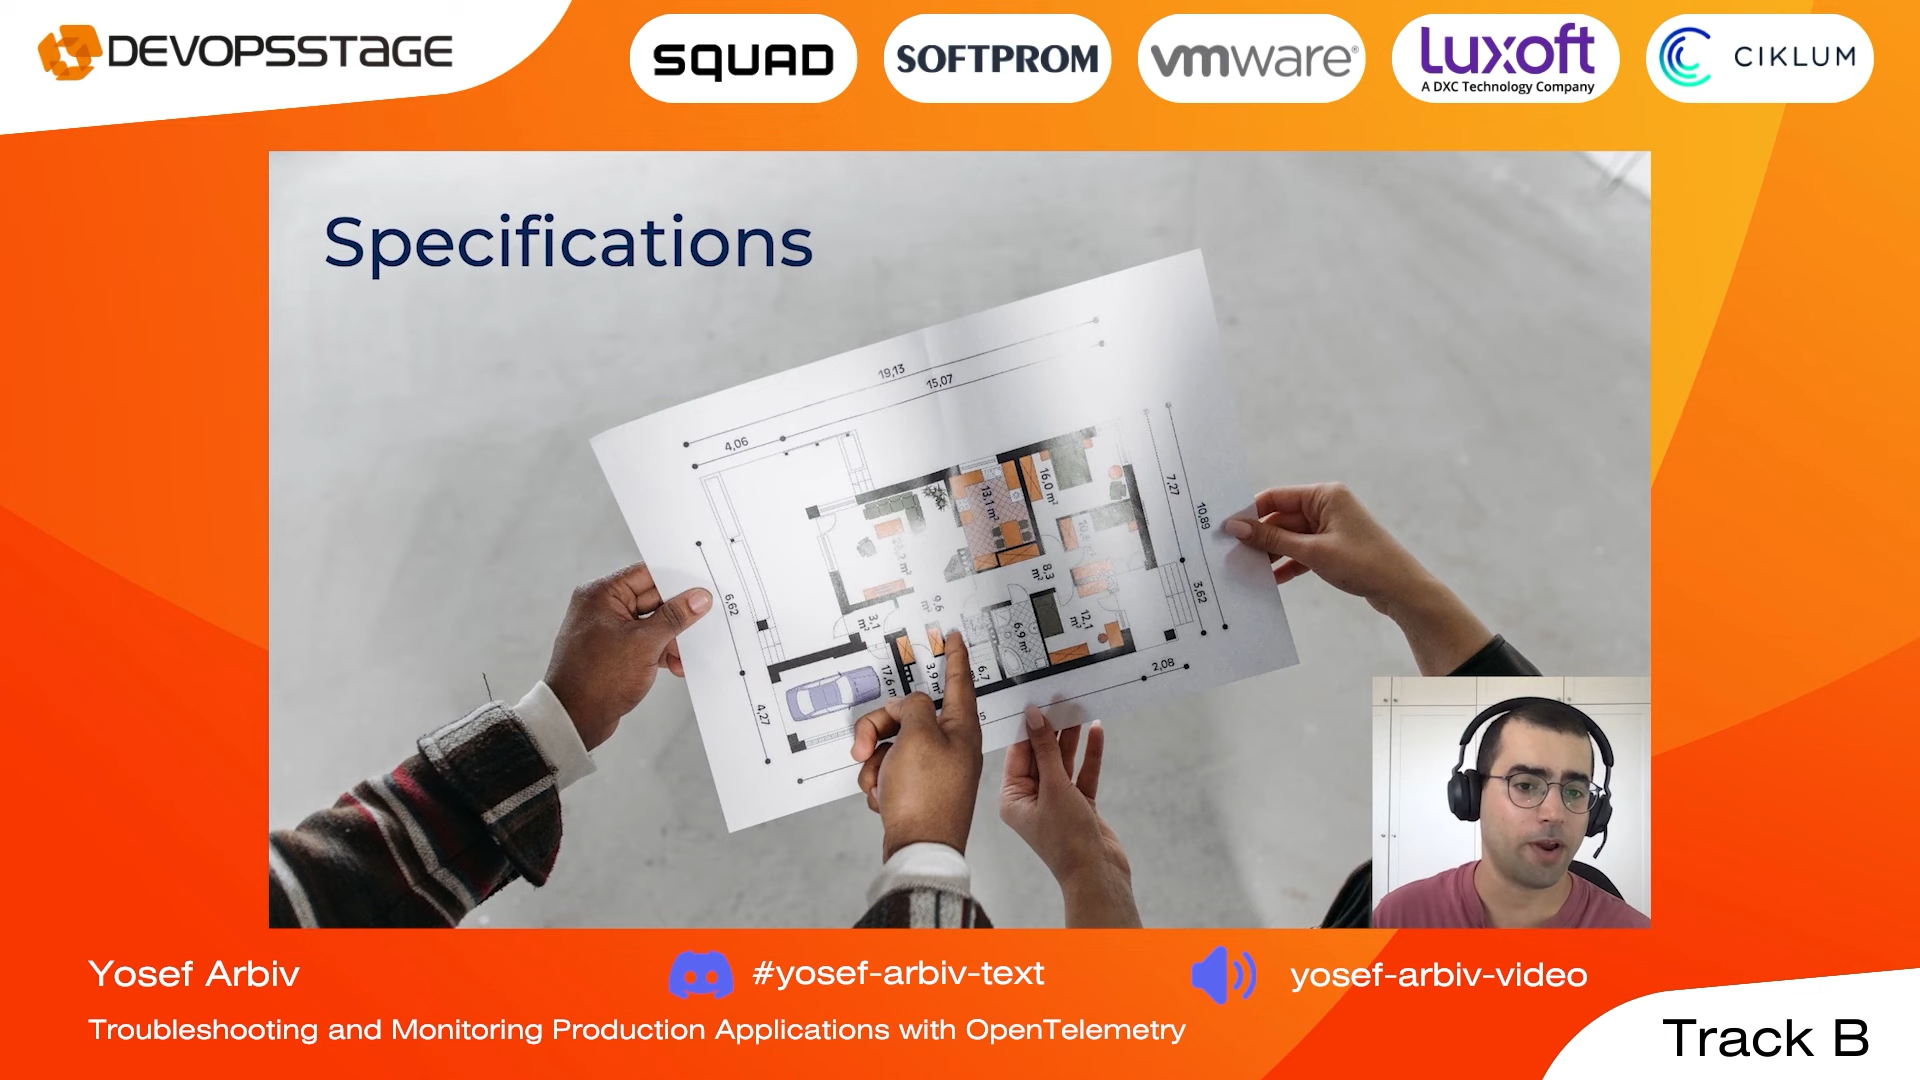 DEVOPSSTAGE
SQUAD
SOFTPROM
vmware®
Luxoft
A DXC Technology Company
CIKLUM
Specifications
19,13
15,07
4,06
7,27
10,89
16,0 m²
13,1 m²
8,3 m²
9,6 m²
3,1 m²
12,1 m²
6,9 m²
3,62
6,62
17,6 m
3,9 m²
6,7
2,08
4,27
5
Yosef Arbiv
#yosef-arbiv-text
yosef-arbiv-video
Troubleshooting and Monitoring Production Applications with OpenTelemetry
Track B